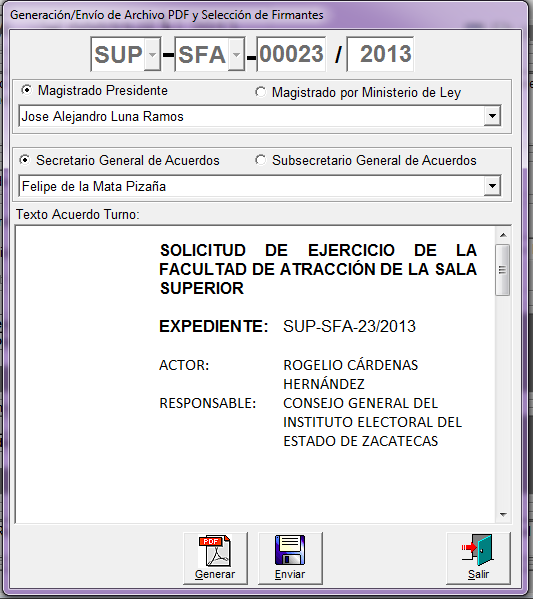 Generación/Envío de Archivo PDF y Selección de Firmantes
SUP - SFA - 00023 / 2013
Magistrado Presidente Magistrado por Ministerio de Ley
Jose Alejandro Luna Ramos
Secretario General de Acuerdos Subsecretario General de Acuerdos
Felipe de la Mata Pizaña
Texto Acuerdo Turno:
SOLICITUD DE EJERCICIO DE LA
FACULTAD DE ATRACCIÓN DE LA SALA
SUPERIOR
EXPEDIENTE: SUP-SFA-23/2013
ACTOR: ROGELIO CÁRDENAS
HERNÁNDEZ
RESPONSABLE: CONSEJO GENERAL DEL
INSTITUTO ELECTORAL DEL
ESTADO DE ZACATECAS
PDF
Generar Enviar Salir